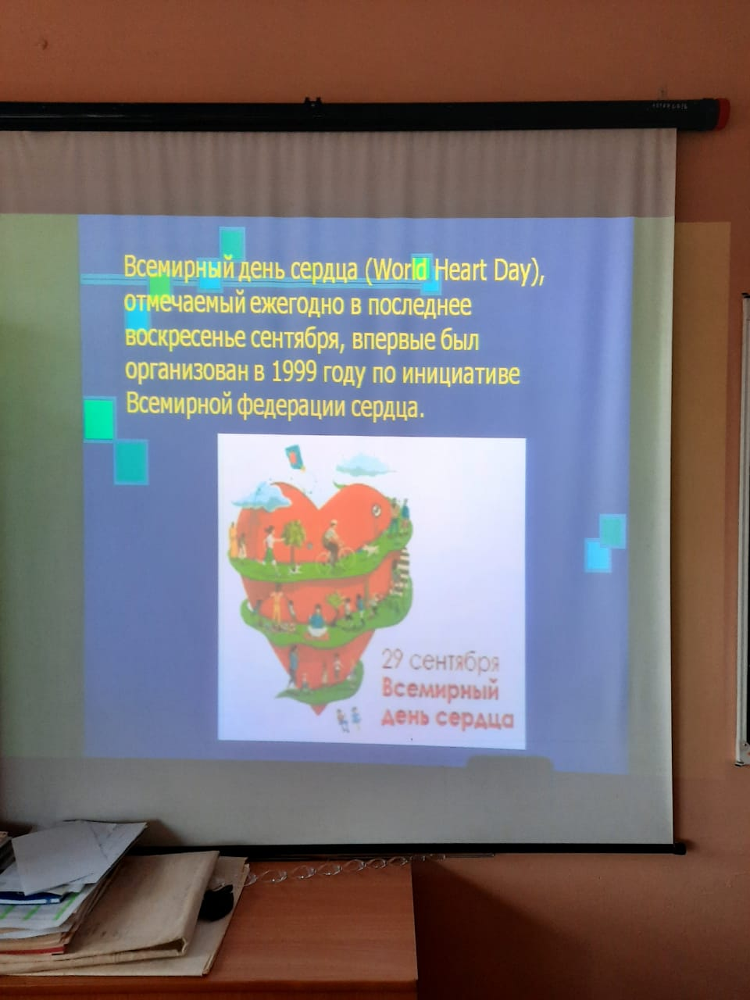 Всемирный день сердца (World Heart Day),
отмечаемый ежегодно в последнее
воскресенье сентября, впервые был
организован в 1999 году по инициативе
Всемирной федерации сердца.
29 сентября
Всемирный
день сердца